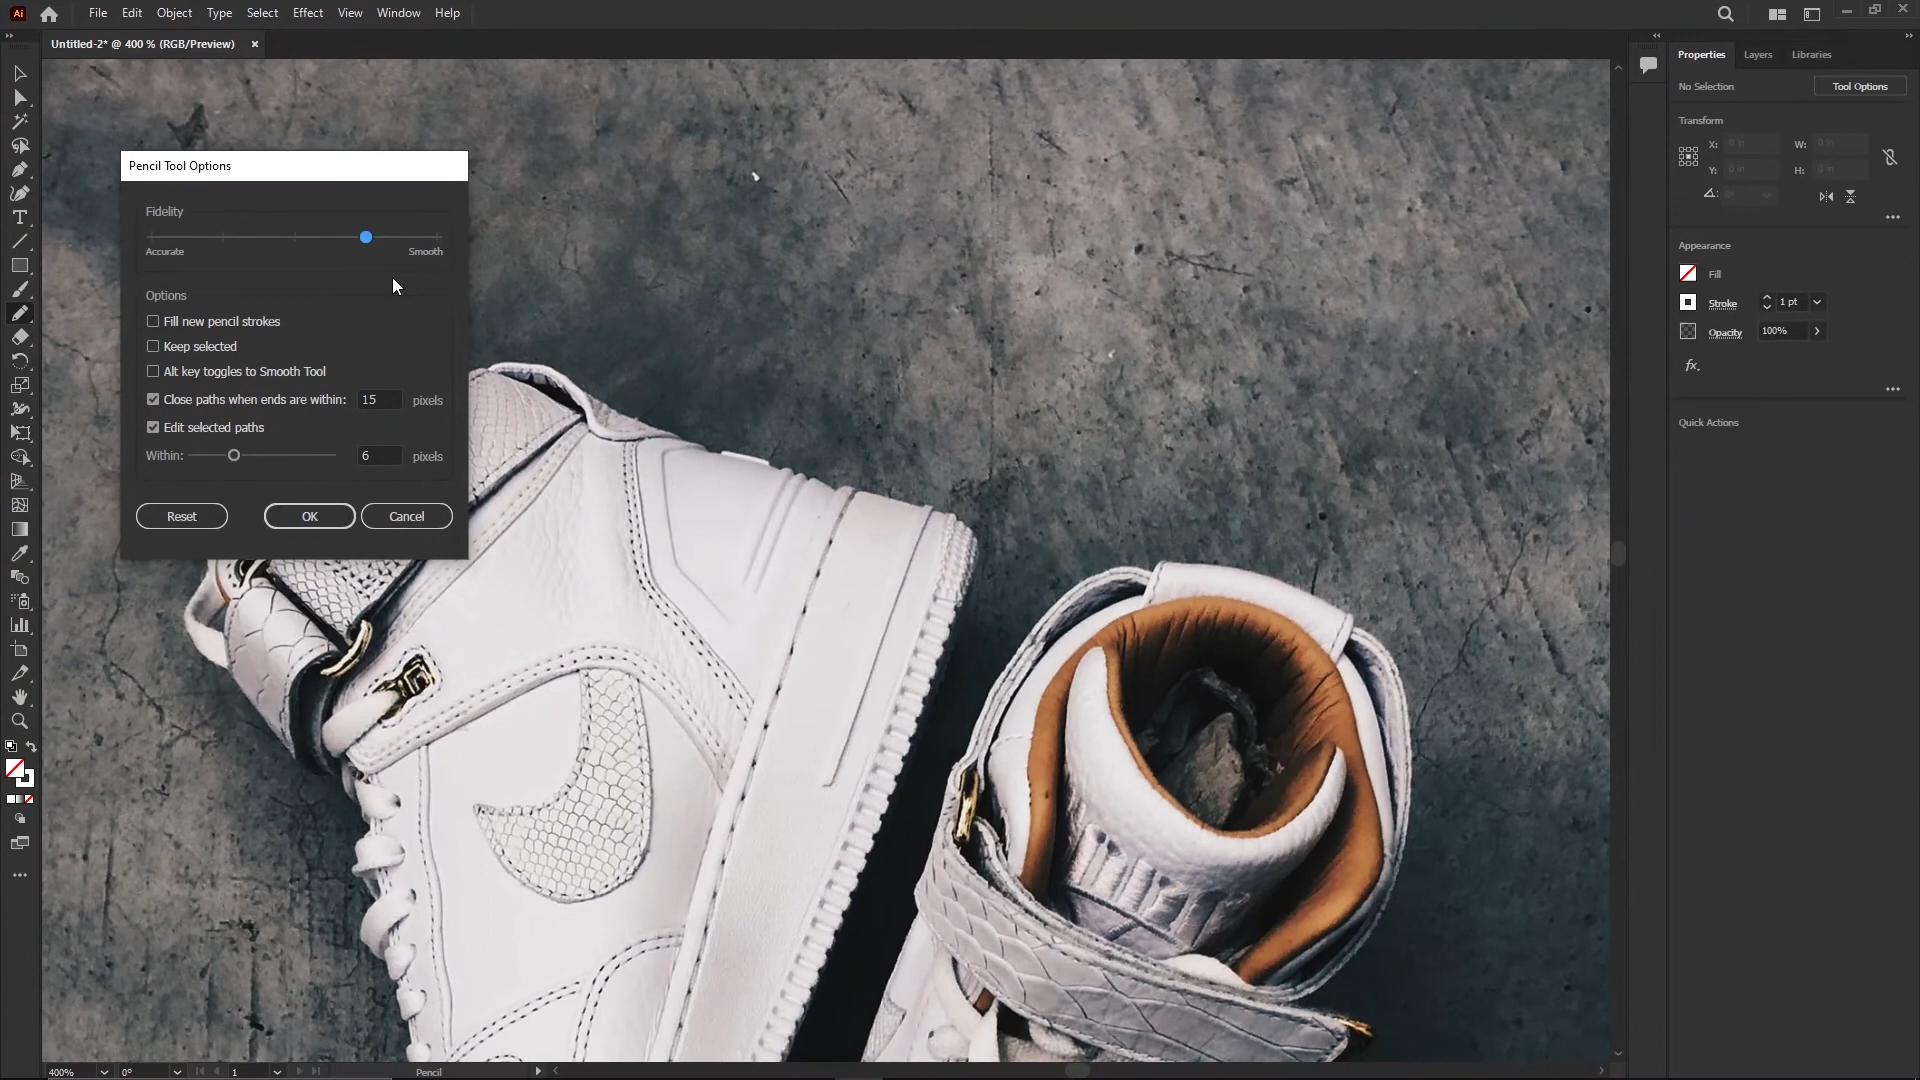 Ai File Edit Object Type Select Effect View Window Help
Untitled-2* @ 400 % (RGB/Preview)
Pencil Tool Options
Fidelity
Accurate Smooth
Options
Fill new pencil strokes
Keep selected
Alt key toggles to Smooth Tool
Close paths when ends are within: 15 pixels
Edit selected paths
Within: 6 pixels
Reset OK Cancel
Properties Layers Libraries
No Selection Tool Options
Transform
X: 0 in W: 0 in
Y: 0 in H: 0 in
0°
Appearance
Fill
Stroke 1 pt
Opacity 100%
fx.
Quick Actions
400% 0° 1 Pencil